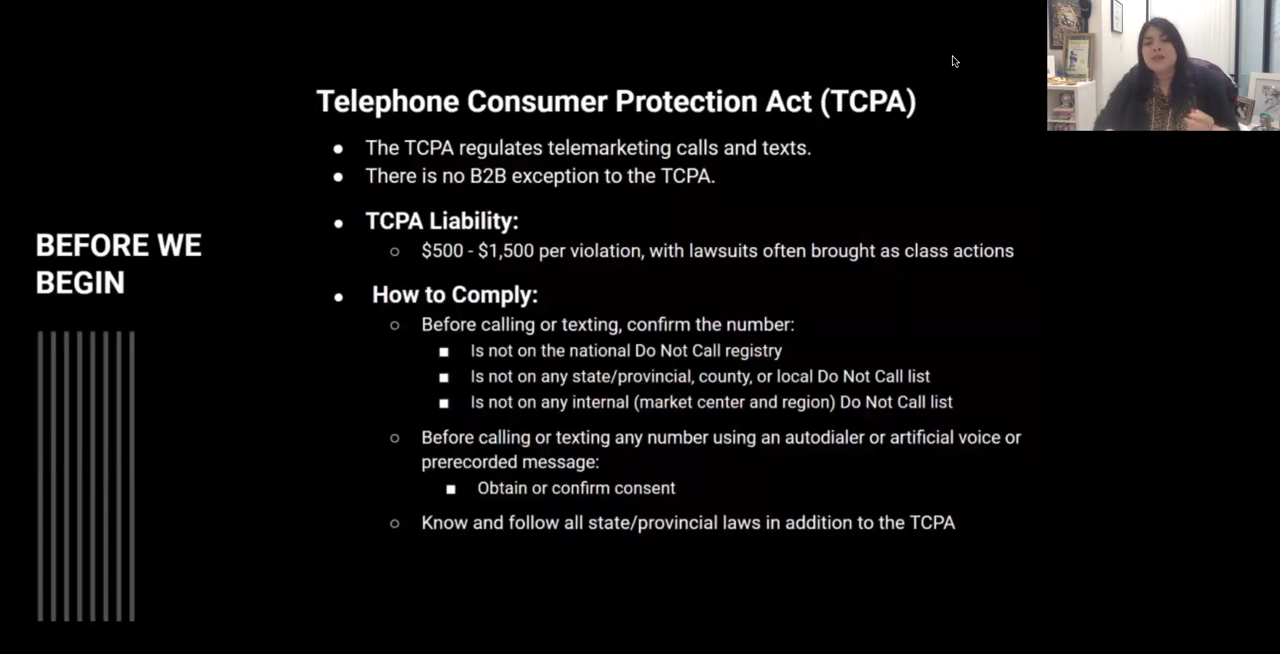 Telephone Consumer Protection Act (TCPA)
The TCPA regulates telemarketing calls and texts.
There is no B2B exception to the TCPA.
TCPA Liability:
$500 - $1,500 per violation, with lawsuits often brought as class actions
How to Comply:
Before calling or texting, confirm the number:
Is not on the national Do Not Call registry
Is not on any state/provincial, county, or local Do Not Call list
Is not on any internal (market center and region) Do Not Call list
Before calling or texting any number using an autodialer or artificial voice or
prerecorded message:
Obtain or confirm consent
Know and follow all state/provincial laws in addition to the TCPA
BEFORE WE
BEGIN